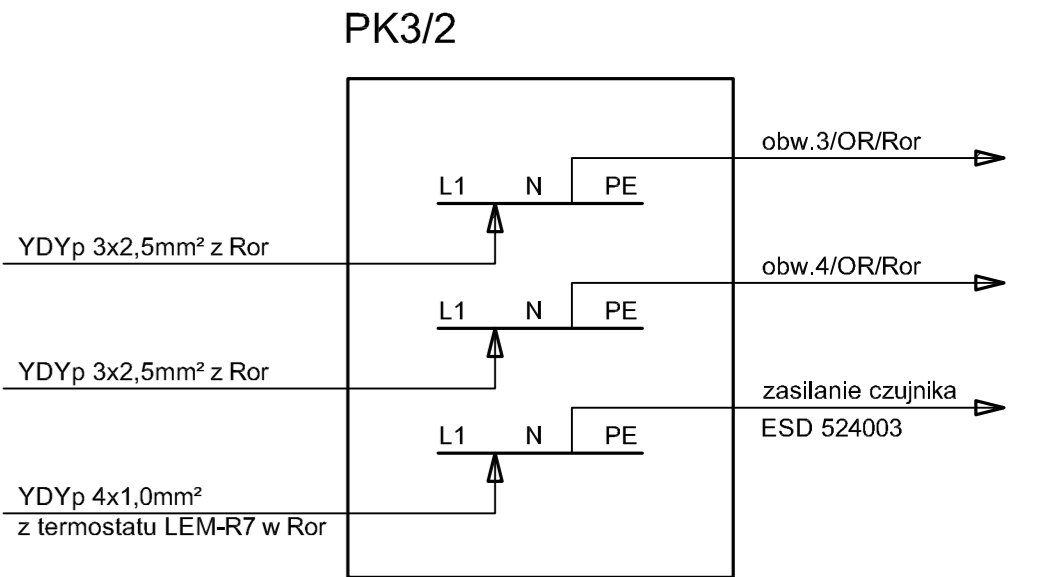 PK3/2
obw.3/OR/Ror
L1 N PE
YDYp 3x2,5mm² z Ror
obw.4/OR/Ror
L1 N PE
YDYp 3x2,5mm² z Ror
zasilanie czujnika
ESD 524003
L1 N PE
YDYp 4x1,0mm²
z termostatu LEM-R7 w Ror